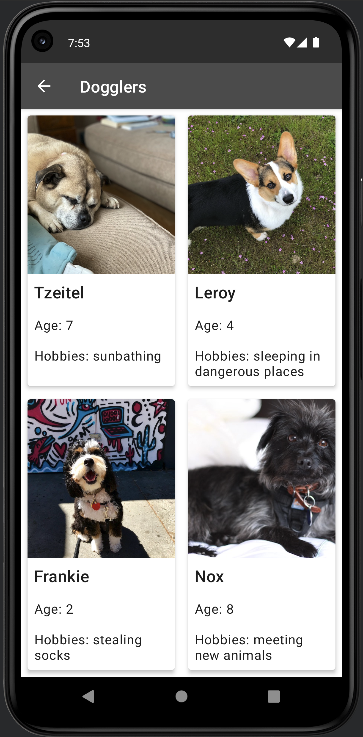 7:53
Dogglers
Tzeitel
Age: 7
Hobbies: sunbathing
Leroy
Age: 4
Hobbies: sleeping in
dangerous places
Frankie
Age: 2
Hobbies: stealing
socks
Nox
Age: 8
Hobbies: meeting
new animals